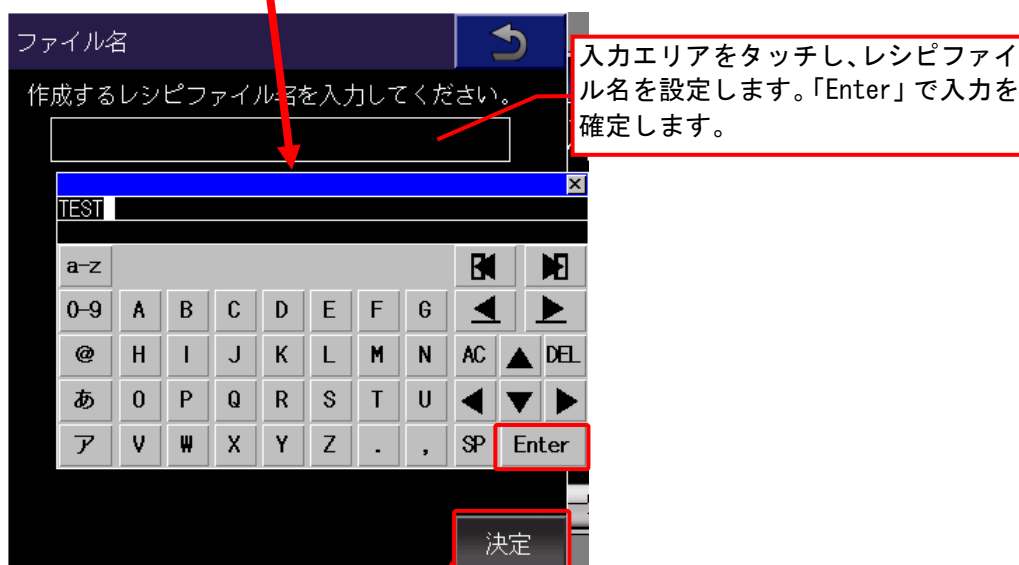 ファイル名
作成するレシピファイル名を入力してください。
入力エリアをタッチし、レシピファイ
ル名を設定します。「Enter」で入力を
確定します。
TEST
a-z
0-9 A B C D E F G
@ H I J K L M N AC DEL
あ O P Q R S T U
ア V W X Y Z . , SP Enter
決定